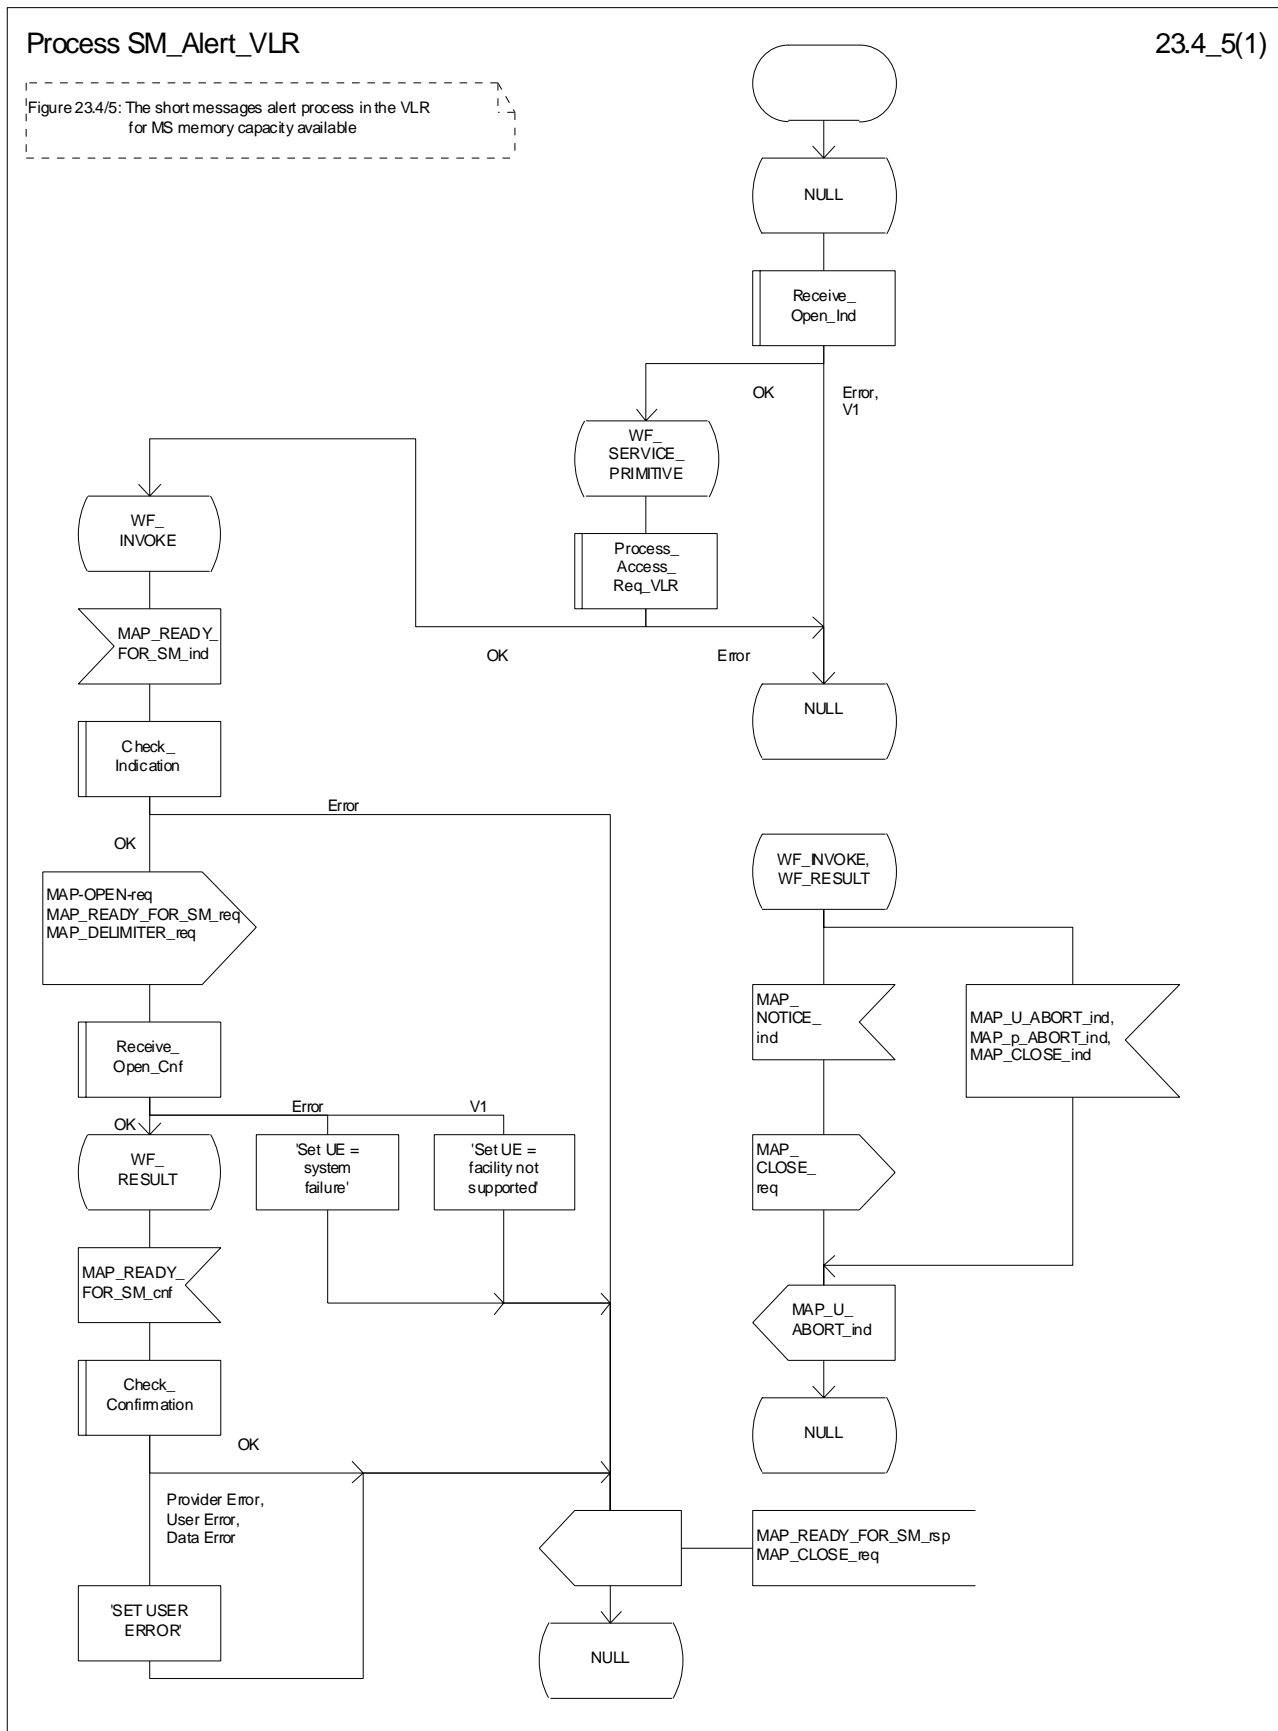 Process SM_Alert_VLR
23.4_5(1)
Figure 23.4/5: The short messages alert process in the VLR
for MS memory capacity available
NULL
Receive_
Open_Ind
OK
Error,
V1
WF_
SERVICE_
PRIMITIVE
Process_
Access_
Req_VLR
OK
Error
NULL
WF_
INVOKE
MAP_READY_
FOR_SM_ind
Check_
Indication
Error
OK
MAP-OPEN-req
MAP_READY_FOR_SM_req
MAP_DELIMITER_req
Receive_
Open_Cnf
Error
V1
OK
WF_
RESULT
'Set UE =
system
failure'
'Set UE =
facility not
supported'
MAP_READY_
FOR_SM_cnf
Check_
Confirmation
OK
Provider Error,
User Error,
Data Error
'SET USER
ERROR'
WF_INVOKE,
WF_RESULT
MAP_
NOTICE_
ind
MAP_U_ABORT_ind,
MAP_p_ABORT_ind,
MAP_CLOSE_ind
MAP_
CLOSE_
req
MAP_U_
ABORT_ind
NULL
MAP_READY_FOR_SM_rsp
MAP_CLOSE_req
NULL